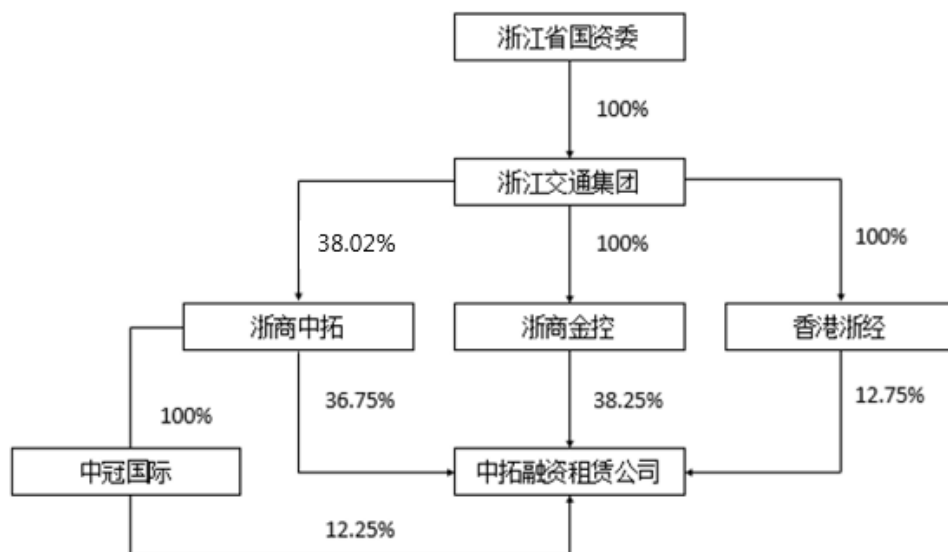 浙江省国资委
100%
浙江交通集团
38.02%
100%
100%
浙商中拓
浙商金控
香港浙经
100%
36.75%
38.25%
12.75%
中冠国际
中拓融资租赁公司
12.25%